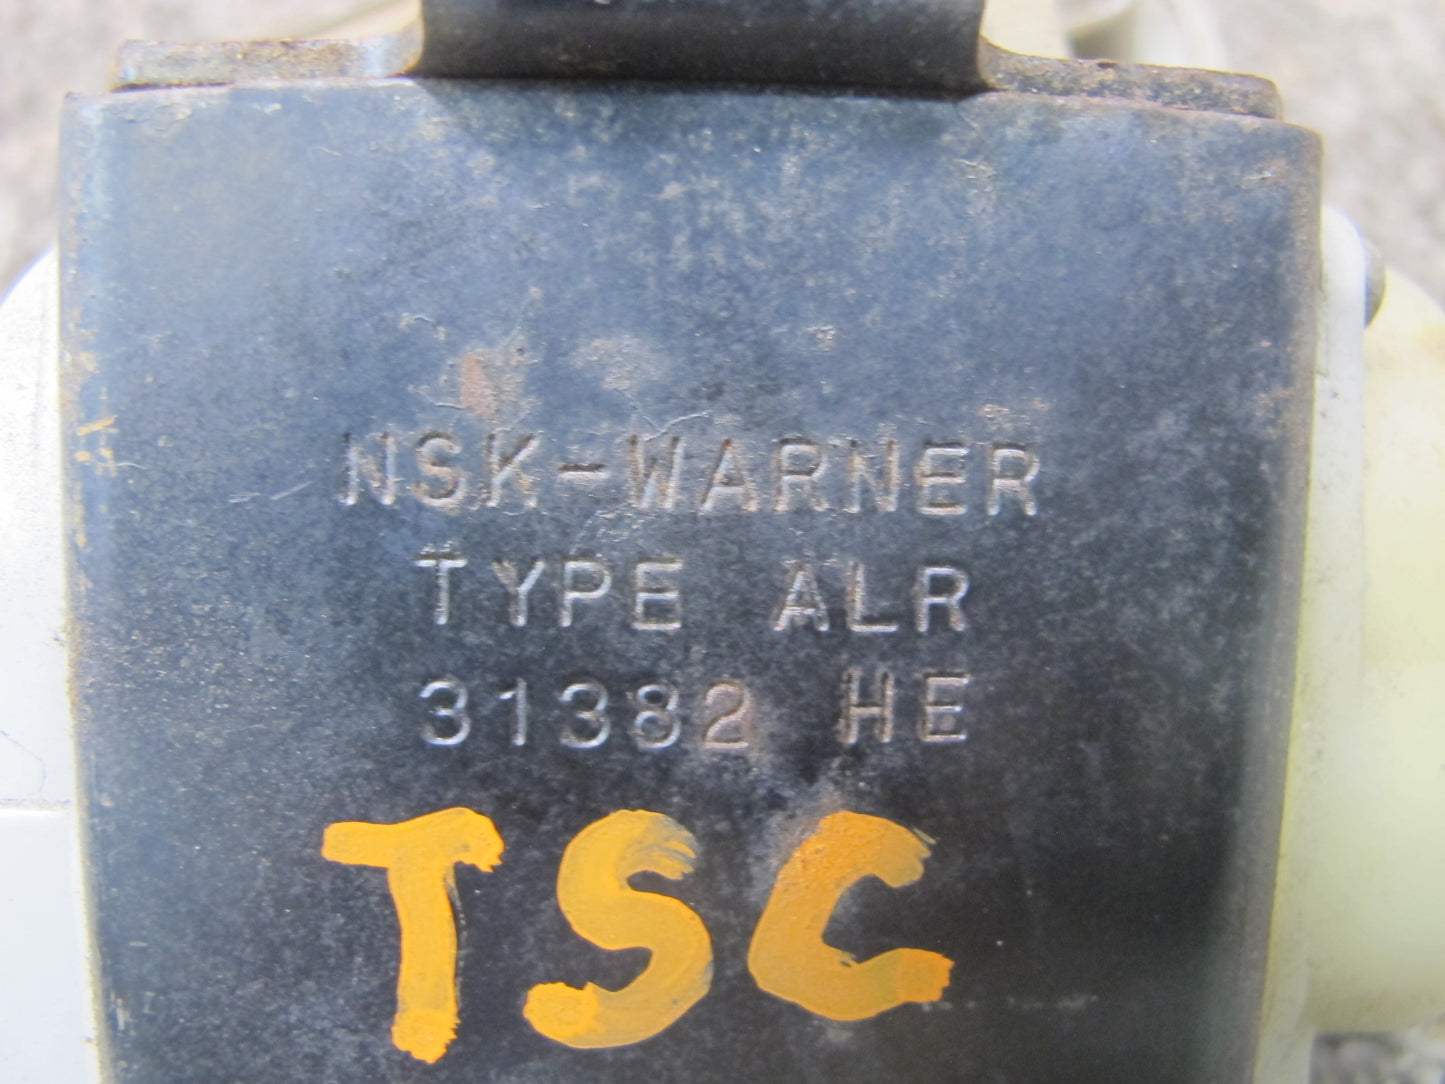 NSK-WARNER
TYPE ALR
31382 HE
TSC